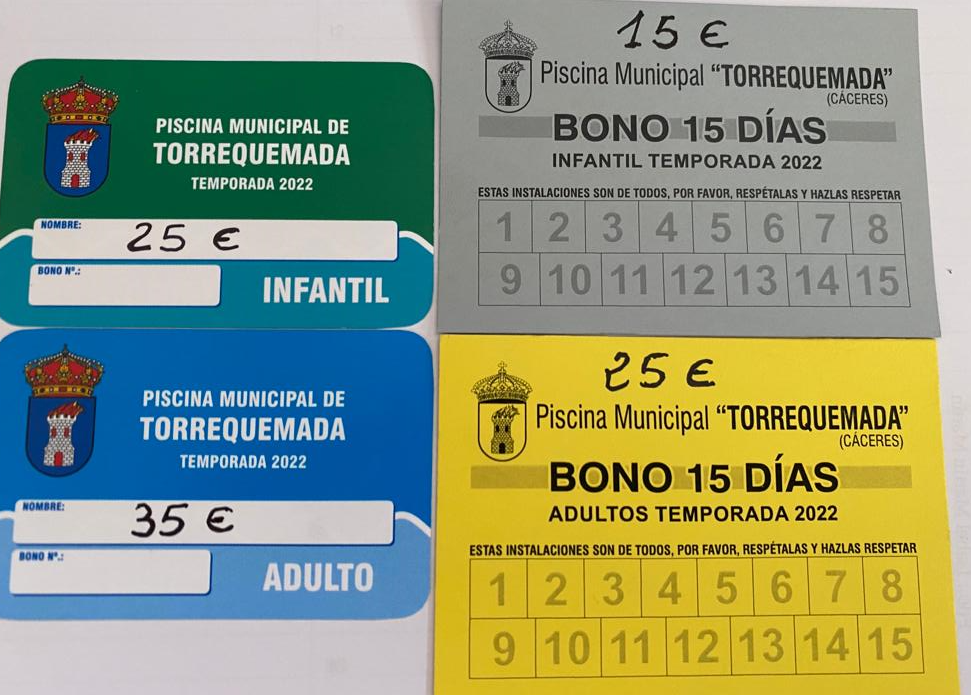 PISCINA MUNICIPAL DE
TORREQUEMADA
TEMPORADA 2022
NOMBRE:
25 €
BONO Nº.:
INFANTIL
15 €
Piscina Municipal “TORREQUEMADA”
(CÁCERES)
BONO 15 DÍAS
INFANTIL TEMPORADA 2022
ESTAS INSTALACIONES SON DE TODOS, POR FAVOR, RESPÉTALAS Y HAZLAS RESPETAR
1 2 3 4 5 6 7 8
9 10 11 12 13 14 15
PISCINA MUNICIPAL DE
TORREQUEMADA
TEMPORADA 2022
NOMBRE:
35 €
BONO Nº.:
ADULTO
25 €
Piscina Municipal “TORREQUEMADA”
(CÁCERES)
BONO 15 DÍAS
ADULTOS TEMPORADA 2022
ESTAS INSTALACIONES SON DE TODOS, POR FAVOR, RESPÉTALAS Y HAZLAS RESPETAR
1 2 3 4 5 6 7 8
9 10 11 12 13 14 15